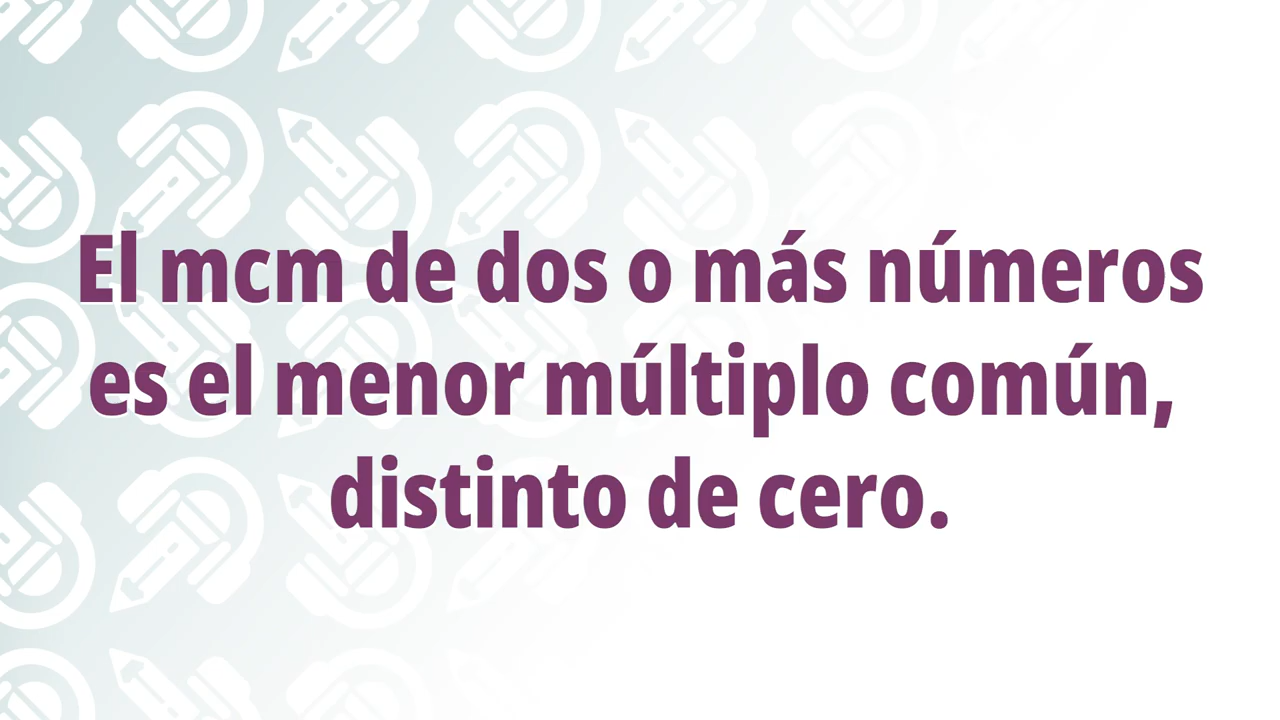 El mcm de dos o más números
es el menor múltiplo común,
distinto de cero.